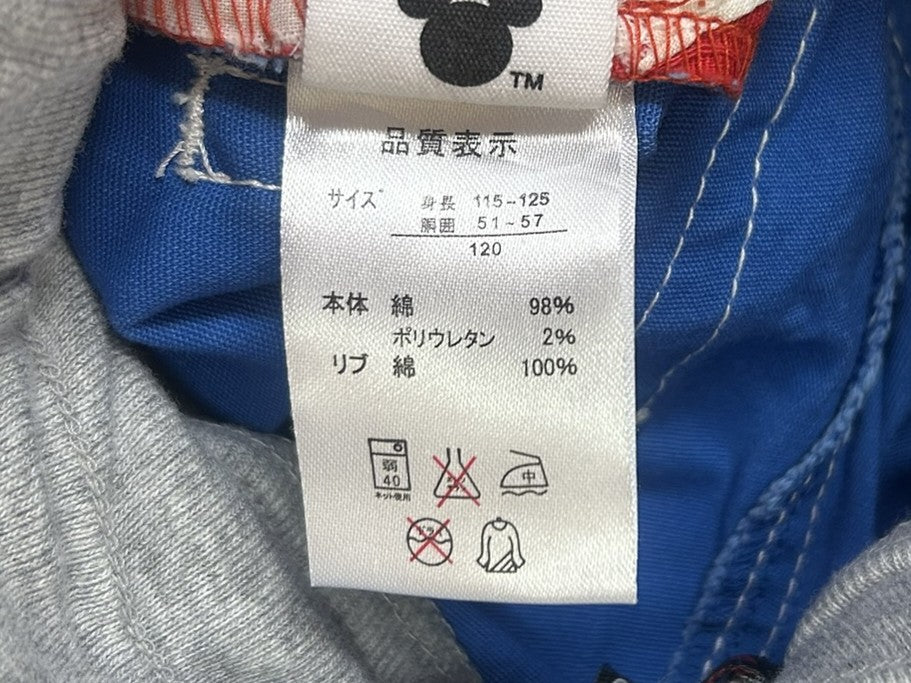 TM
品質表示
サイズ 身長 115~125
胴囲 51~57
120
本体 綿 98%
ポリウレタン 2%
リブ 綿 100%
弱
40
ネット使用
中